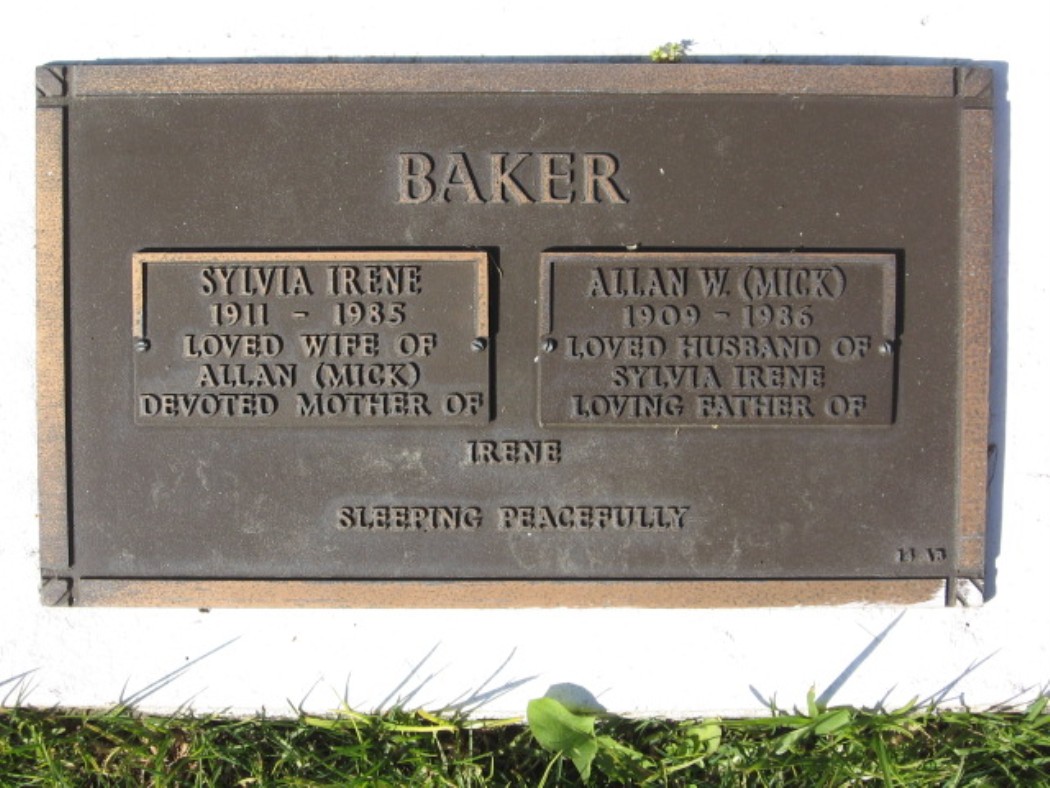 BAKER
SYLVIA IRENE
1911 - 1985
LOVED WIFE OF
ALLAN (MICK)
DEVOTED MOTHER OF
ALLAN W. (MICK)
1909 - 1986
LOVED HUSBAND OF
SYLVIA IRENE
LOVING FATHER OF
IRENE
SLEEPING PEACEFULLY